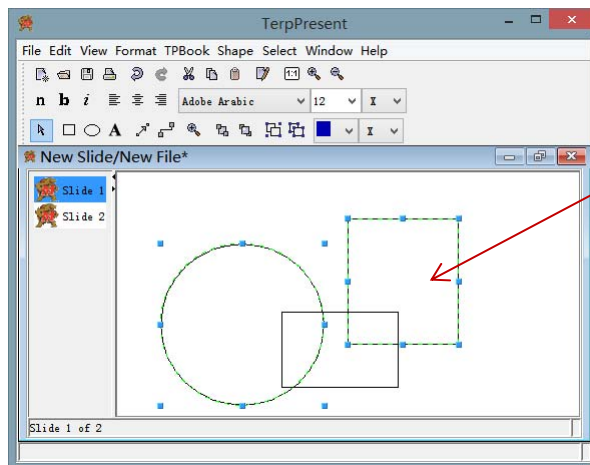 TerpPresent
File Edit View Format TPBook Shape Select Window Help
1:1
n b i Adobe Arabic 12 I
A I
New Slide/New File*
Slide 1
Slide 2
Slide 1 of 2